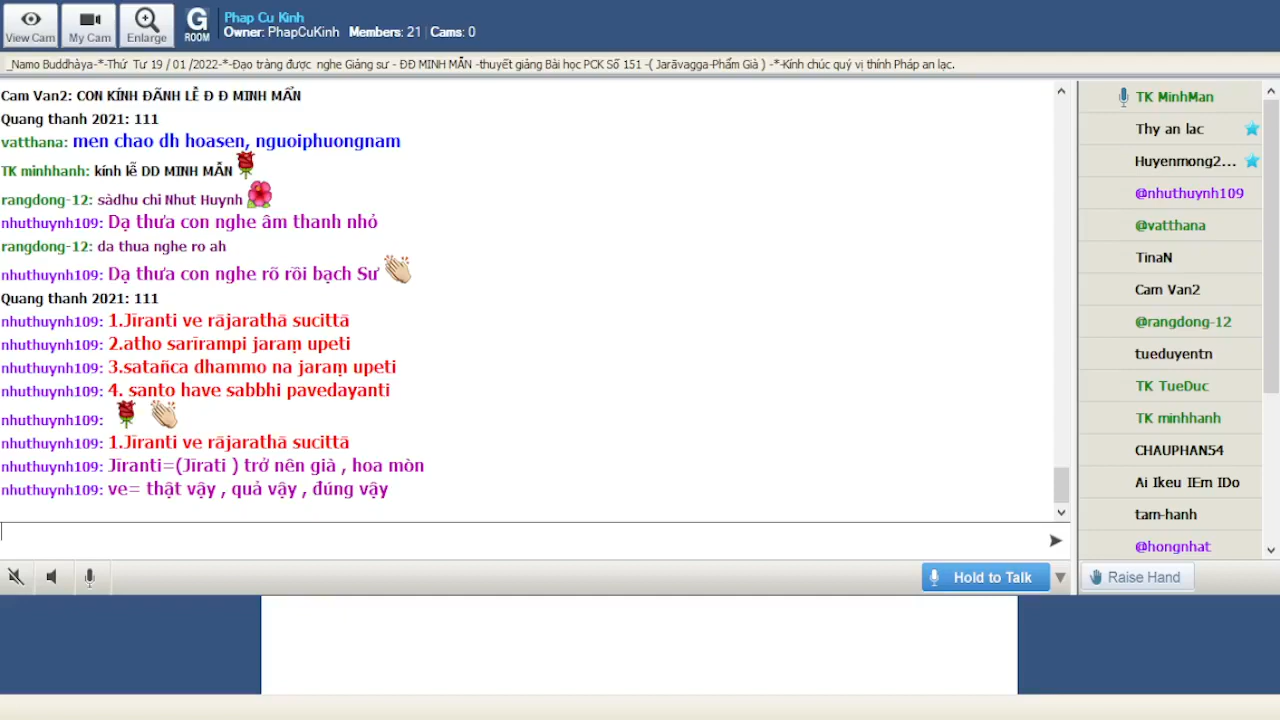 View Cam
My Cam
Enlarge
G
ROOM
Phap Cu Kinh
Owner: PhapCuKinh Members: 21 Cams: 0
_Namo Buddhàya-*-Thứ Tư 19 / 01 /2022-*-Đạo tràng được nghe Giảng sư - ĐĐ MINH MẪN -thuyết giảng Bài học PCK Số 151 -( Jarāvagga-Phẩm Già ) -*-Kính chúc quý vị thính Pháp an lạc.
Cam Van2: CON KÍNH ĐÃNH LỄ Đ Đ MINH MẪN
Quang thanh 2021: 111
vatthana: men chao dh hoasen, nguoiphuongnam
TK minhhanh: kính lễ DD MINH MẪN
rangdong-12: sàdhu chi Nhut Huynh
nhuthuynh109: Dạ thưa con nghe âm thanh nhỏ
rangdong-12: da thua nghe ro ah
nhuthuynh109: Dạ thưa con nghe rõ rồi bạch Sư
Quang thanh 2021: 111
nhuthuynh109: 1.Jīranti ve rājarathā sucittā
nhuthuynh109: 2.atho sarīrampi jaraṃ upeti
nhuthuynh109: 3.satañca dhammo na jaraṃ upeti
nhuthuynh109: 4. santo have sabbhi pavedayanti
nhuthuynh109:
nhuthuynh109: 1.Jīranti ve rājarathā sucittā
nhuthuynh109: Jīranti=(Jīrati ) trở nên già , hoa mòn
nhuthuynh109: ve= thật vậy , quả vậy , đúng vậy
TK MinhMan
Thy an lac
Huyenmong2...
@nhuthuynh109
@vatthana
TinaN
Cam Van2
@rangdong-12
tueduyentn
TK TueDuc
TK minhhanh
CHAUPHAN54
Ai Ikeu IEm IDo
tam-hanh
@hongnhat
Hold to Talk
Raise Hand